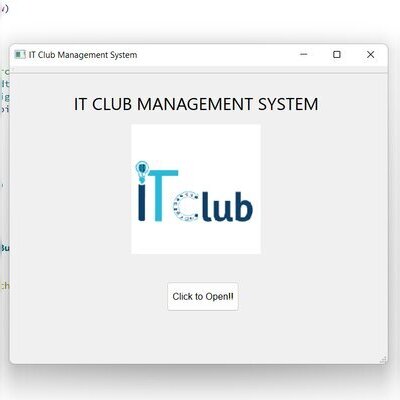 IT Club Management System
IT CLUB MANAGEMENT SYSTEM
iTClub
Click to Open!!